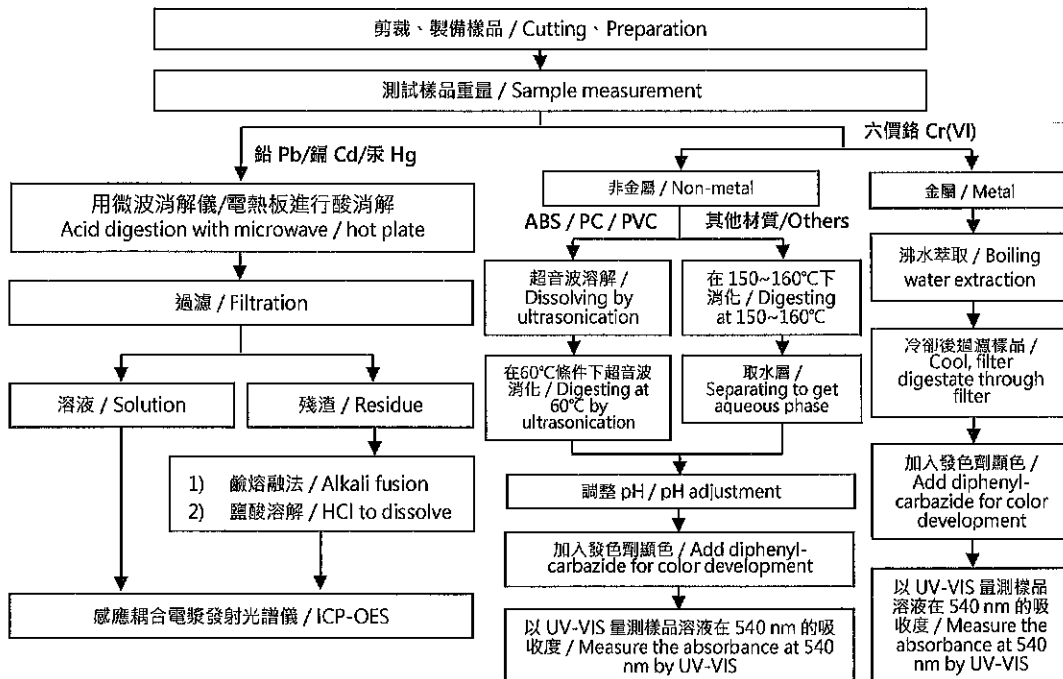 剪裁、製備樣品 / Cutting、Preparation
測試樣品重量 / Sample measurement
鉛 Pb/鎘 Cd/汞 Hg
六價鉻 Cr(VI)
用微波消解儀/電熱板進行酸消解
Acid digestion with microwave / hot plate
過濾 / Filtration
溶液 / Solution
殘渣 / Residue
1) 鹼熔融法 / Alkali fusion
2) 鹽酸溶解 / HCl to dissolve
感應耦合電漿發射光譜儀 / ICP-OES
非金屬 / Non-metal
ABS / PC / PVC
其他材質/Others
超音波溶解 /
Dissolving by
ultrasonication
在60℃條件下超音波
消化 / Digesting at
60℃ by
ultrasonication
在 150~160℃下
消化 / Digesting
at 150~160℃
取水層 /
Separating to get
aqueous phase
調整 pH / pH adjustment
加入發色劑顯色 / Add diphenyl-
carbazide for color development
以 UV-VIS 量測樣品溶液在 540 nm 的吸
收度 / Measure the absorbance at 540
nm by UV-VIS
金屬 / Metal
沸水萃取 / Boiling
water extraction
冷卻後過濾樣品 /
Cool, filter
digestate through
filter
加入發色劑顯色 /
Add diphenyl-
carbazide for color
development
以 UV-VIS 量測樣品
溶液在 540 nm 的吸
收度 / Measure the
absorbance at 540
nm by UV-VIS